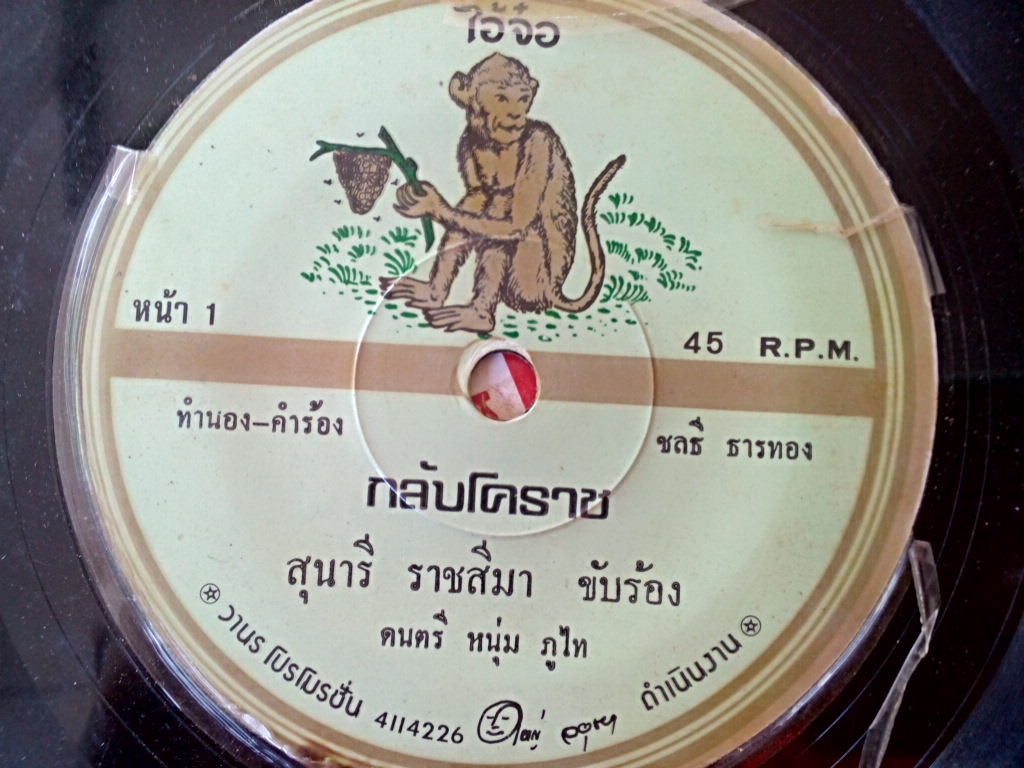 ไอ้จ๋อ
หน้า 1
45 R.P.M.
ทำนอง-คำร้อง
ชลธี ธารทอง
กลับโคราช
สุนารี ราชสีมา ขับร้อง
ดนตรี หนุ่ม ภูไท
วานร โปรโมรชั่น 4114226 ดำเนินงาน